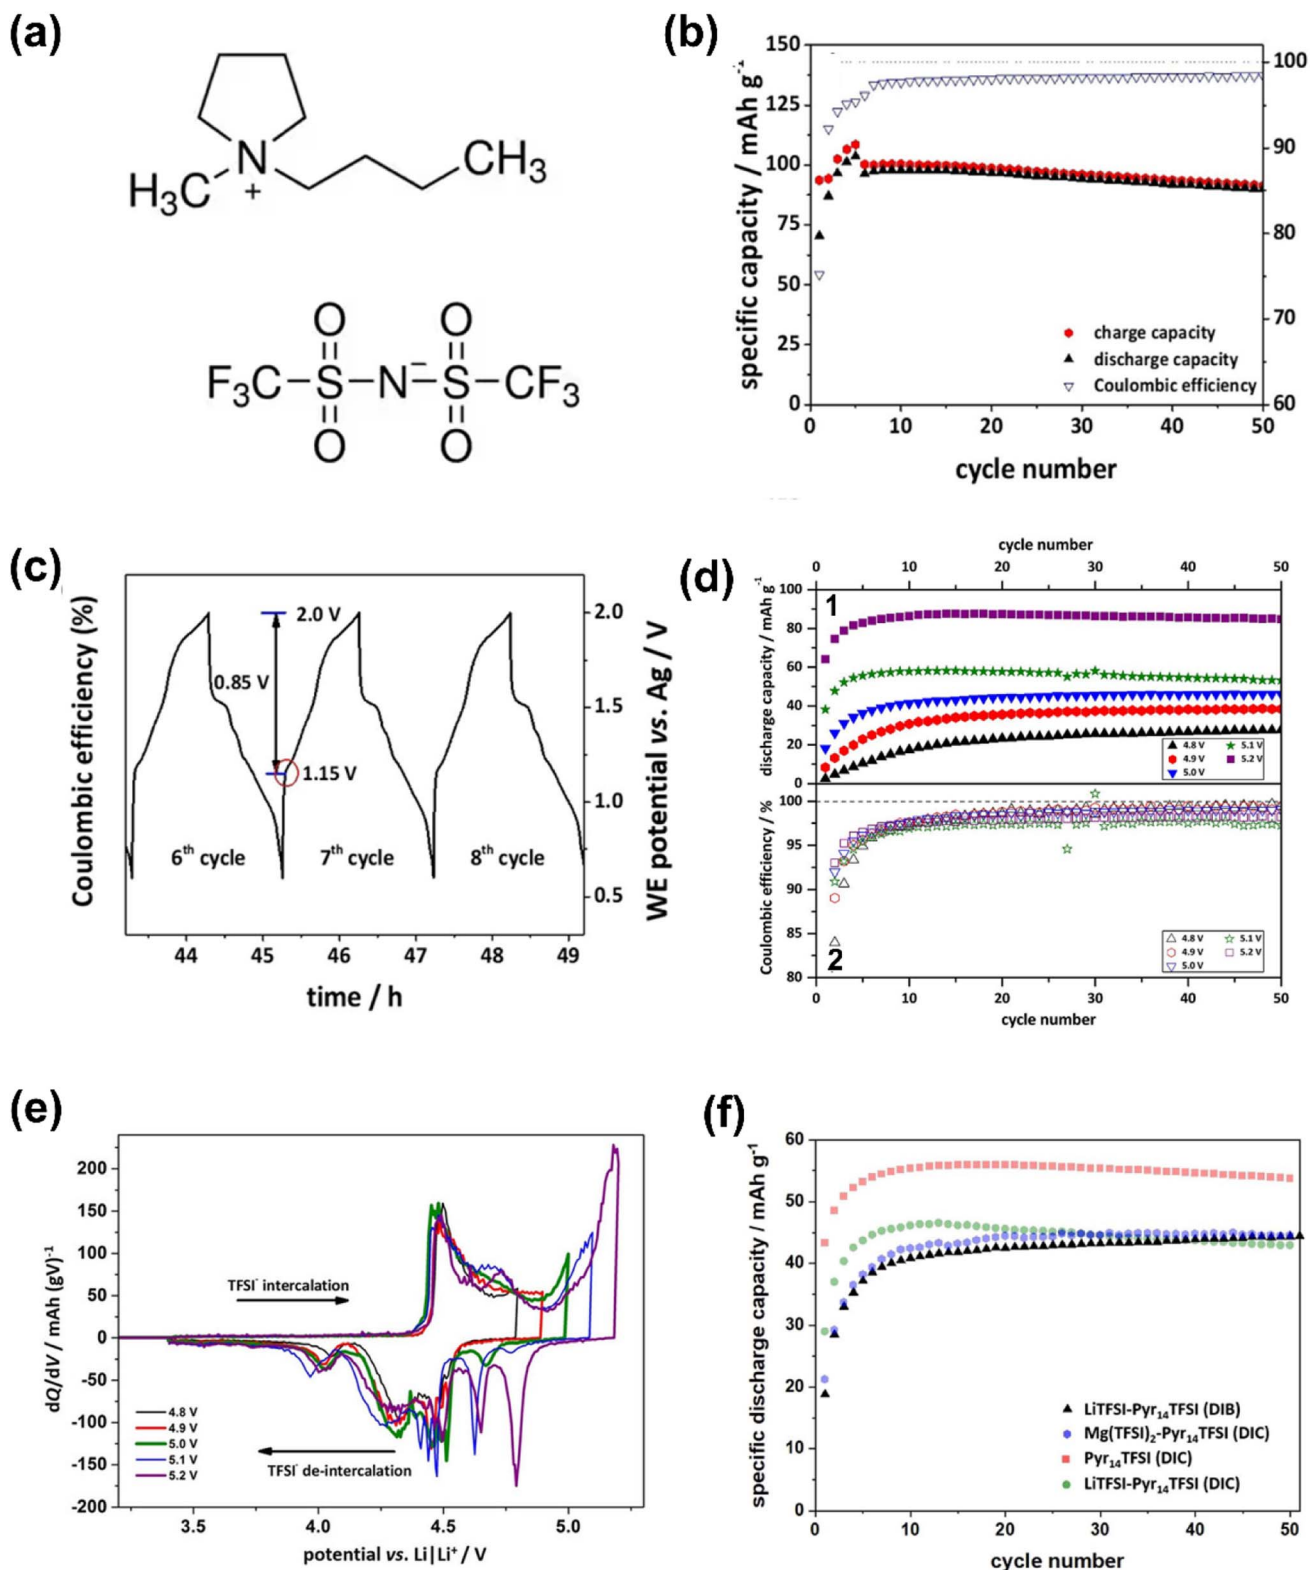 (a)
H₃C
N
+
CH₃
O O
F₃C–S–N⁻–S–CF₃
O O
(b)
150
125
100
75
50
25
0
specific capacity / mAh g⁻¹
100
90
80
70
60
charge capacity
discharge capacity
Coulombic efficiency
0 10 20 30 40 50
cycle number
(c)
Coulombic efficiency (%)
2.0 V
0.85 V
1.15 V
6th cycle 7th cycle 8th cycle
2.0
1.5
1.0
0.5
WE potential vs. Ag / V
44 45 46 47 48 49
time / h
(d)
cycle number
0 10 20 30 40 50
1
100
80
60
40
20
0
discharge capacity / mAh g⁻¹
4.8 V 5.1 V
4.9 V 5.2 V
5.0 V
100
95
90
85
80
Coulombic efficiency / %
4.8 V 5.1 V
4.9 V 5.2 V
5.0 V
2
0 10 20 30 40 50
cycle number
(e)
200
150
100
50
0
-50
-100
-150
-200
dQ/dV / mAh (gV)⁻¹
TFSI⁻ intercalation
4.8 V
4.9 V
5.0 V
5.1 V
5.2 V
TFSI⁻ de-intercalation
3.5 4.0 4.5 5.0
potential vs. Li|Li⁺ / V
(f)
60
50
40
30
20
10
0
specific discharge capacity / mAh g⁻¹
LiTFSI-Pyr₁₄TFSI (DIB)
Mg(TFSI)₂-Pyr₁₄TFSI (DIC)
Pyr₁₄TFSI (DIC)
LiTFSI-Pyr₁₄TFSI (DIC)
0 10 20 30 40 50
cycle number